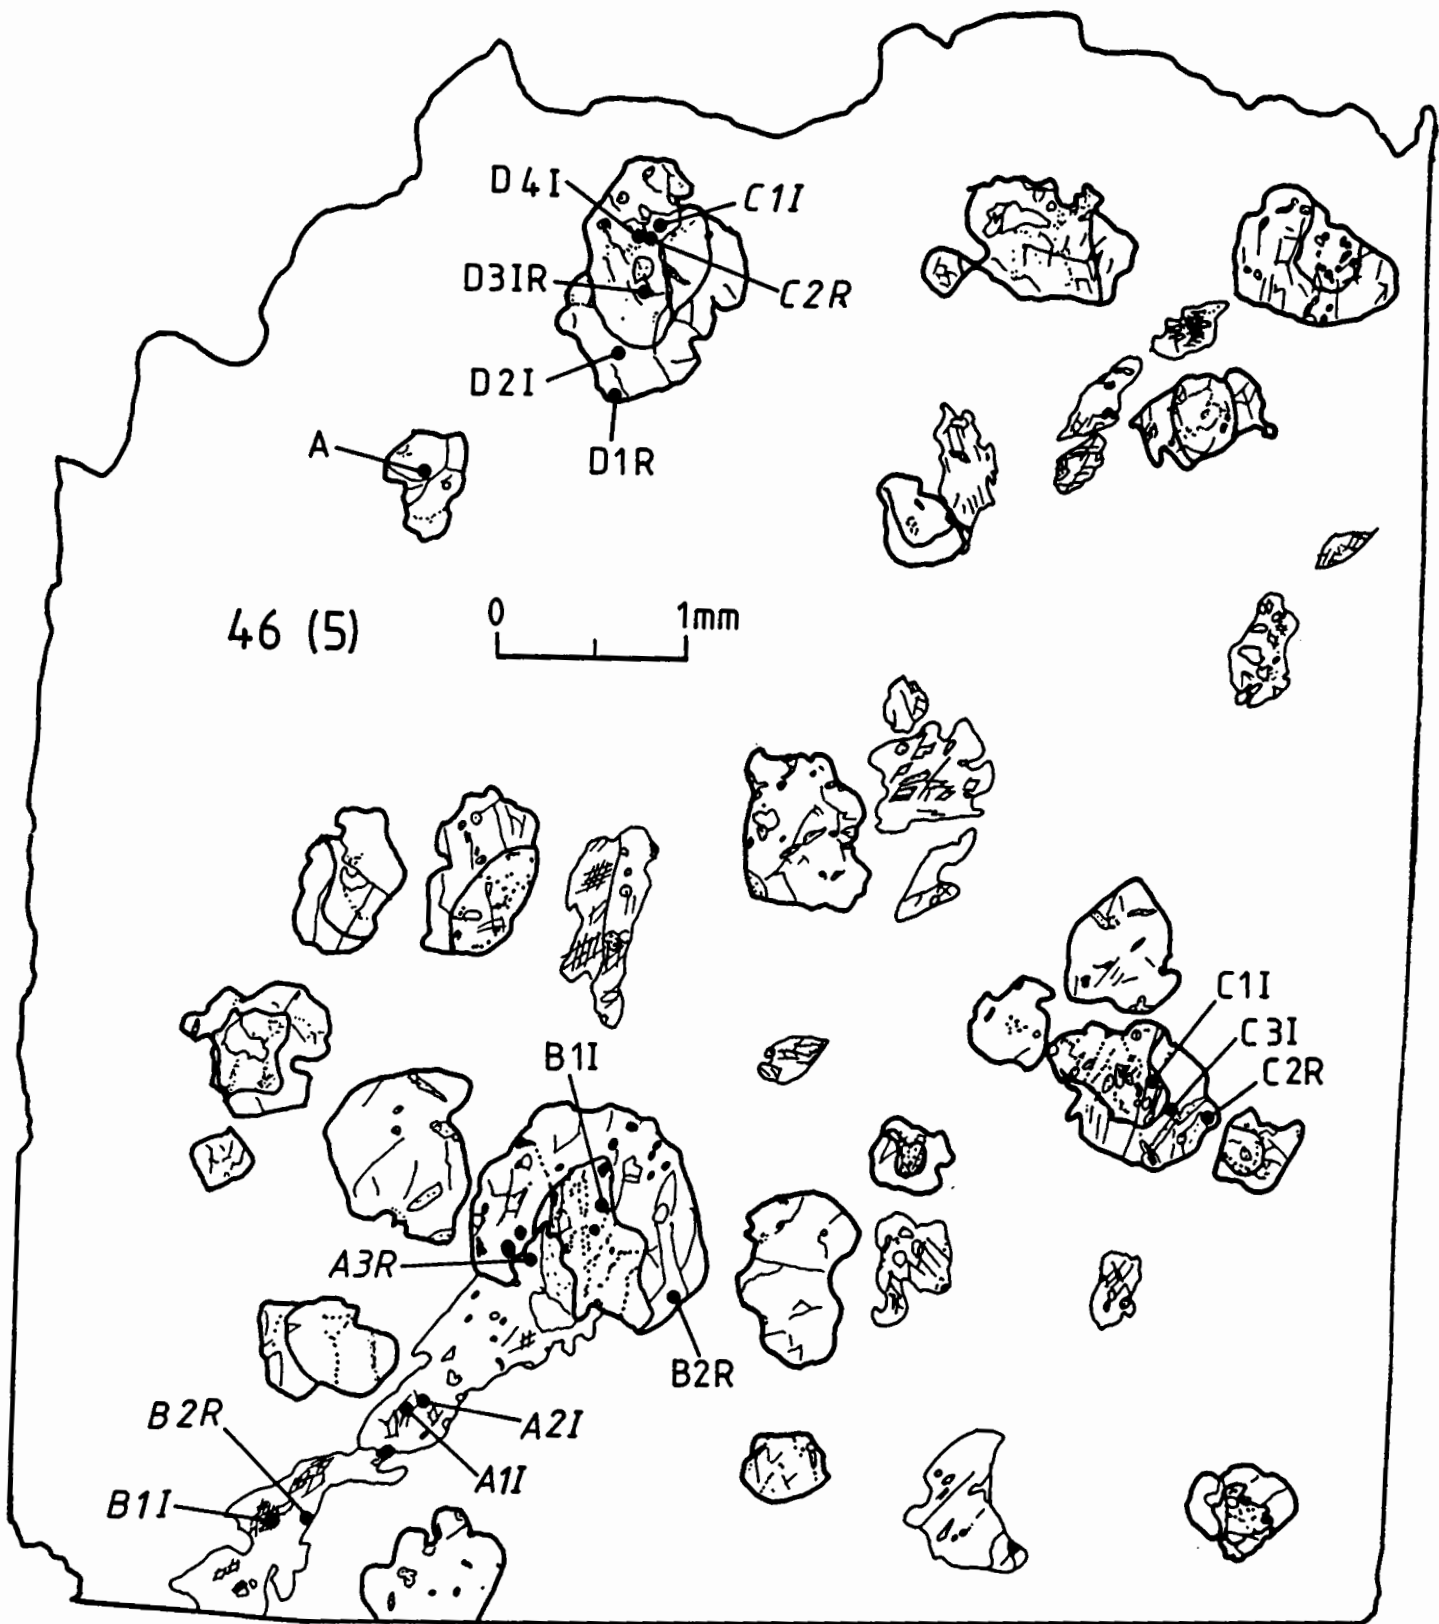 D4I
C1I
D3IR
C2R
D2I
D1R
A
46 (5)
0 1mm
C1I
C3I
C2R
B1I
A3R
B2R
B2R
A2I
A1I
B1I